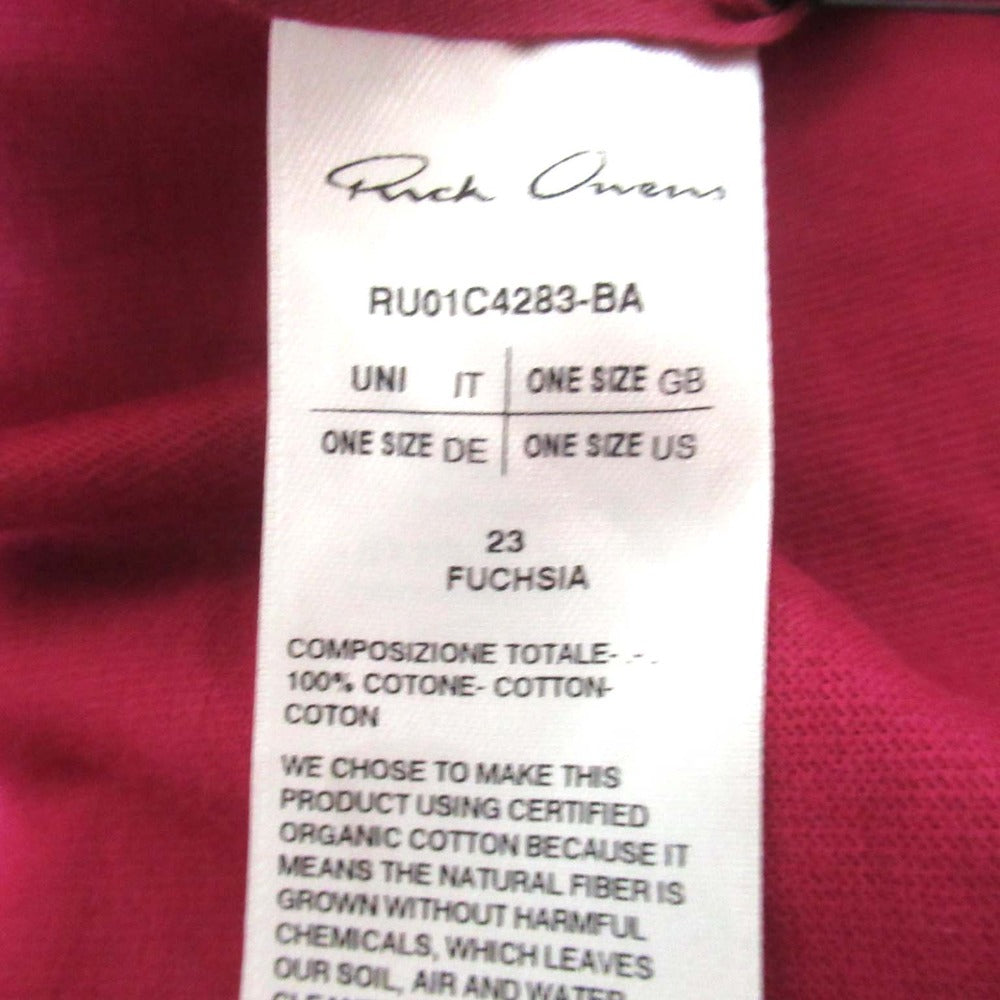 Rick Owens
RU01C4283-BA
UNI IT ONE SIZE GB
ONE SIZE DE ONE SIZE US
23
FUCHSIA
COMPOSIZIONE TOTALE- - -
100% COTONE- COTTON-
COTON
WE CHOSE TO MAKE THIS
PRODUCT USING CERTIFIED
ORGANIC COTTON BECAUSE IT
MEANS THE NATURAL FIBER IS
GROWN WITHOUT HARMFUL
CHEMICALS, WHICH LEAVES
OUR SOIL, AIR AND WATER